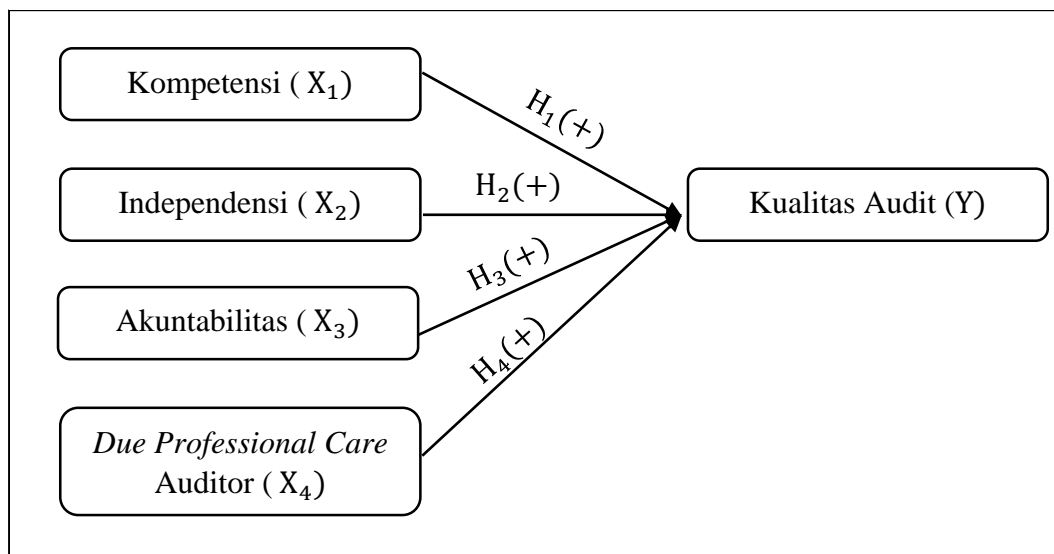 Kompetensi ( X₁)
H₁(+)
Independensi ( X₂)
H₂(+)
Kualitas Audit (Y)
Akuntabilitas ( X₃)
H₃(+)
H₄(+)
Due Professional Care
Auditor ( X₄)